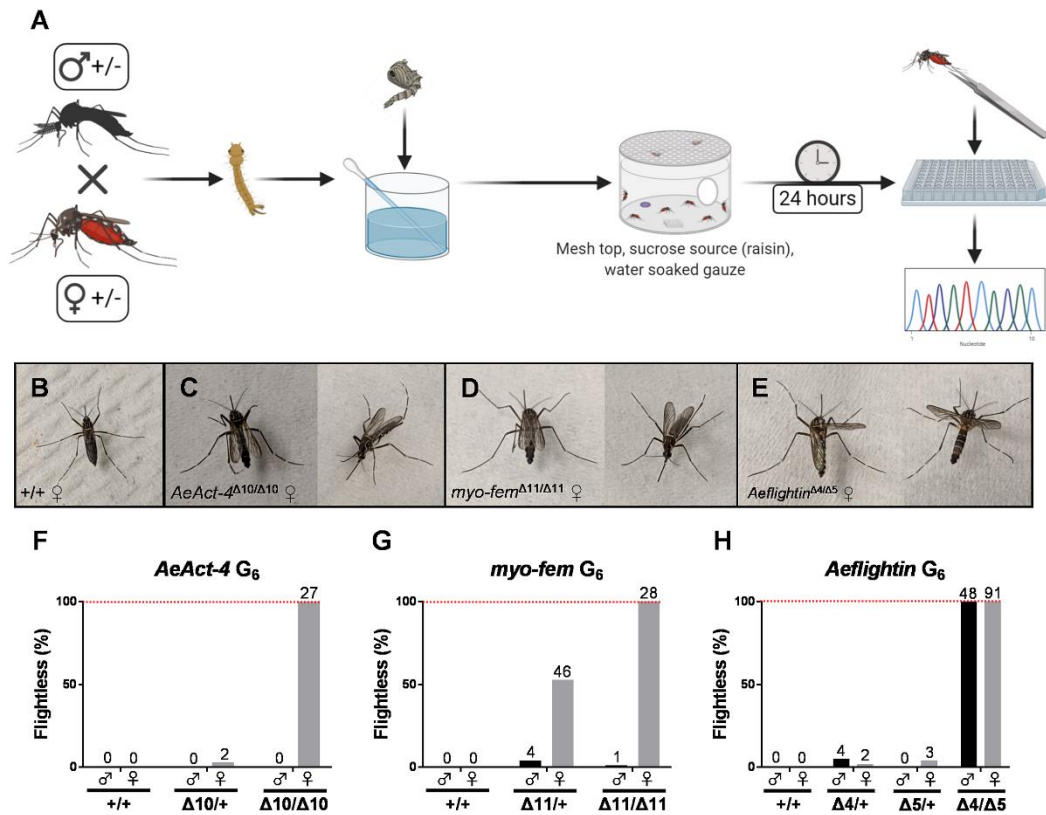 A
♂+/-
♀+/-
Mesh top, sucrose source (raisin),
water soaked gauze
24 hours
1
10
Nucleotide
B
+/+ ♀
C
AeAct-4Δ10/Δ10 ♀
D
myo-femΔ11/Δ11 ♀
E
AeflightinΔ4/Δ5 ♀
F
AeAct-4 G6
Flightless (%)
100
50
0
0 0 0 2 0 27
♂ ♀ ♂ ♀ ♂ ♀
+/+ Δ10/+ Δ10/Δ10
G
myo-fem G6
Flightless (%)
100
50
0
0 0 4 46 1 28
♂ ♀ ♂ ♀ ♂ ♀
+/+ Δ11/+ Δ11/Δ11
H
Aeflightin G6
Flightless (%)
100
50
0
0 0 4 2 0 3 48 91
♂ ♀ ♂ ♀ ♂ ♀ ♂ ♀
+/+ Δ4/+ Δ5/+ Δ4/Δ5